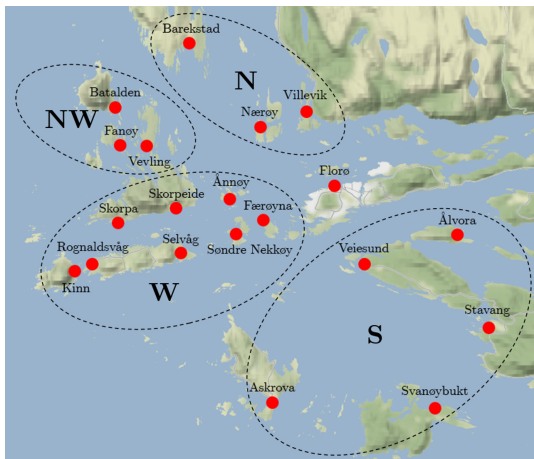 Barekstad
N
Batalden
Villevik
Nærøy
NW
Fanøy
Vevling
Florø
Ånnøy
Skorpeide
Færøyna
Skorpa
Ålvora
Søndre Nekkøy
Selvåg
Rognaldsvåg
Veiesund
Kinn
W
Stavang
S
Askrova
Svanøybukt